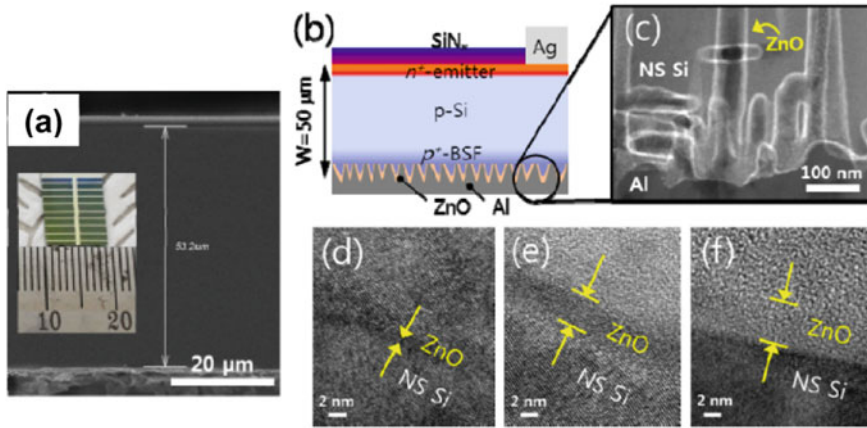 (a)
53.2um
10 20
20 μm
(b)
SiNₓ
Ag
n⁺-emitter
W=50 μm
p-Si
p⁺-BSF
ZnO Al
(c)
ZnO
NS Si
Al
100 nm
(d)
ZnO
NS Si
2 nm
(e)
ZnO
NS Si
2 nm
(f)
ZnO
NS Si
2 nm